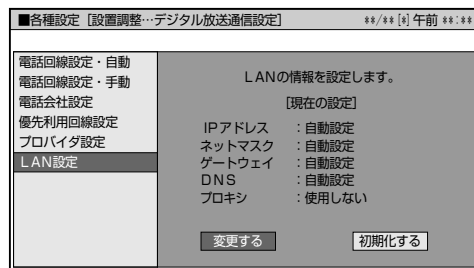 ■各種設定［設置調整…デジタル放送通信設定］ **/**［*］午前 **:**
電話回線設定・自動
電話回線設定・手動
電話会社設定
優先利用回線設定
プロバイダ設定
LAN設定
LANの情報を設定します。
［現在の設定］
IPアドレス ：自動設定
ネットマスク ：自動設定
ゲートウェイ ：自動設定
DNS ：自動設定
プロキシ ：使用しない
変更する 初期化する